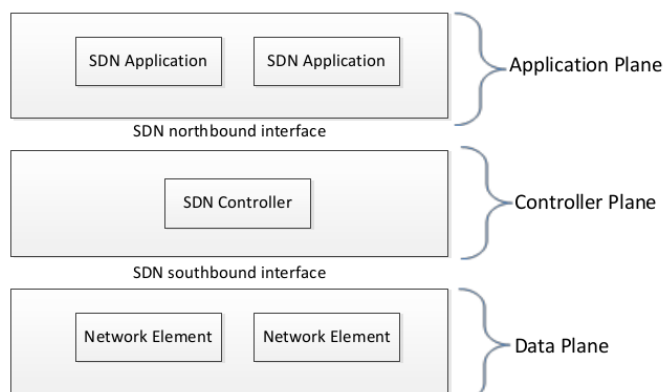 SDN Application
SDN Application
Application Plane
SDN northbound interface
SDN Controller
Controller Plane
SDN southbound interface
Network Element
Network Element
Data Plane